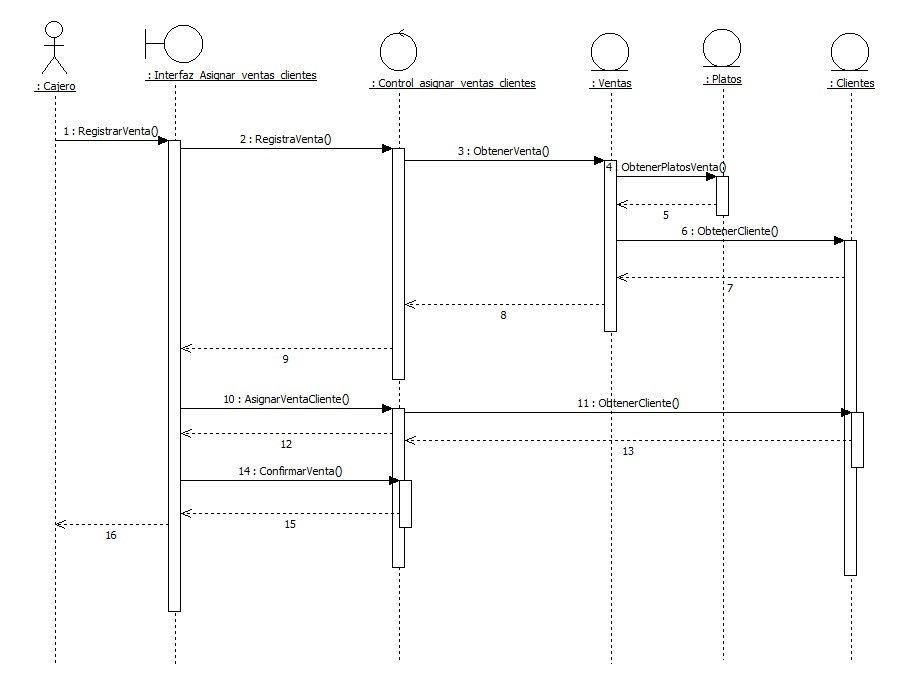 : Cajero
: Interfaz_Asignar_ventas_clientes
: Control_asignar_ventas_clientes
: Ventas
: Platos
: Clientes
1 : RegistrarVenta()
2 : RegistraVenta()
3 : ObtenerVenta()
4 : ObtenerPlatosVenta()
5
6 : ObtenerCliente()
7
8
9
10 : AsignarVentaCliente()
11 : ObtenerCliente()
12
13
14 : ConfirmarVenta()
15
16